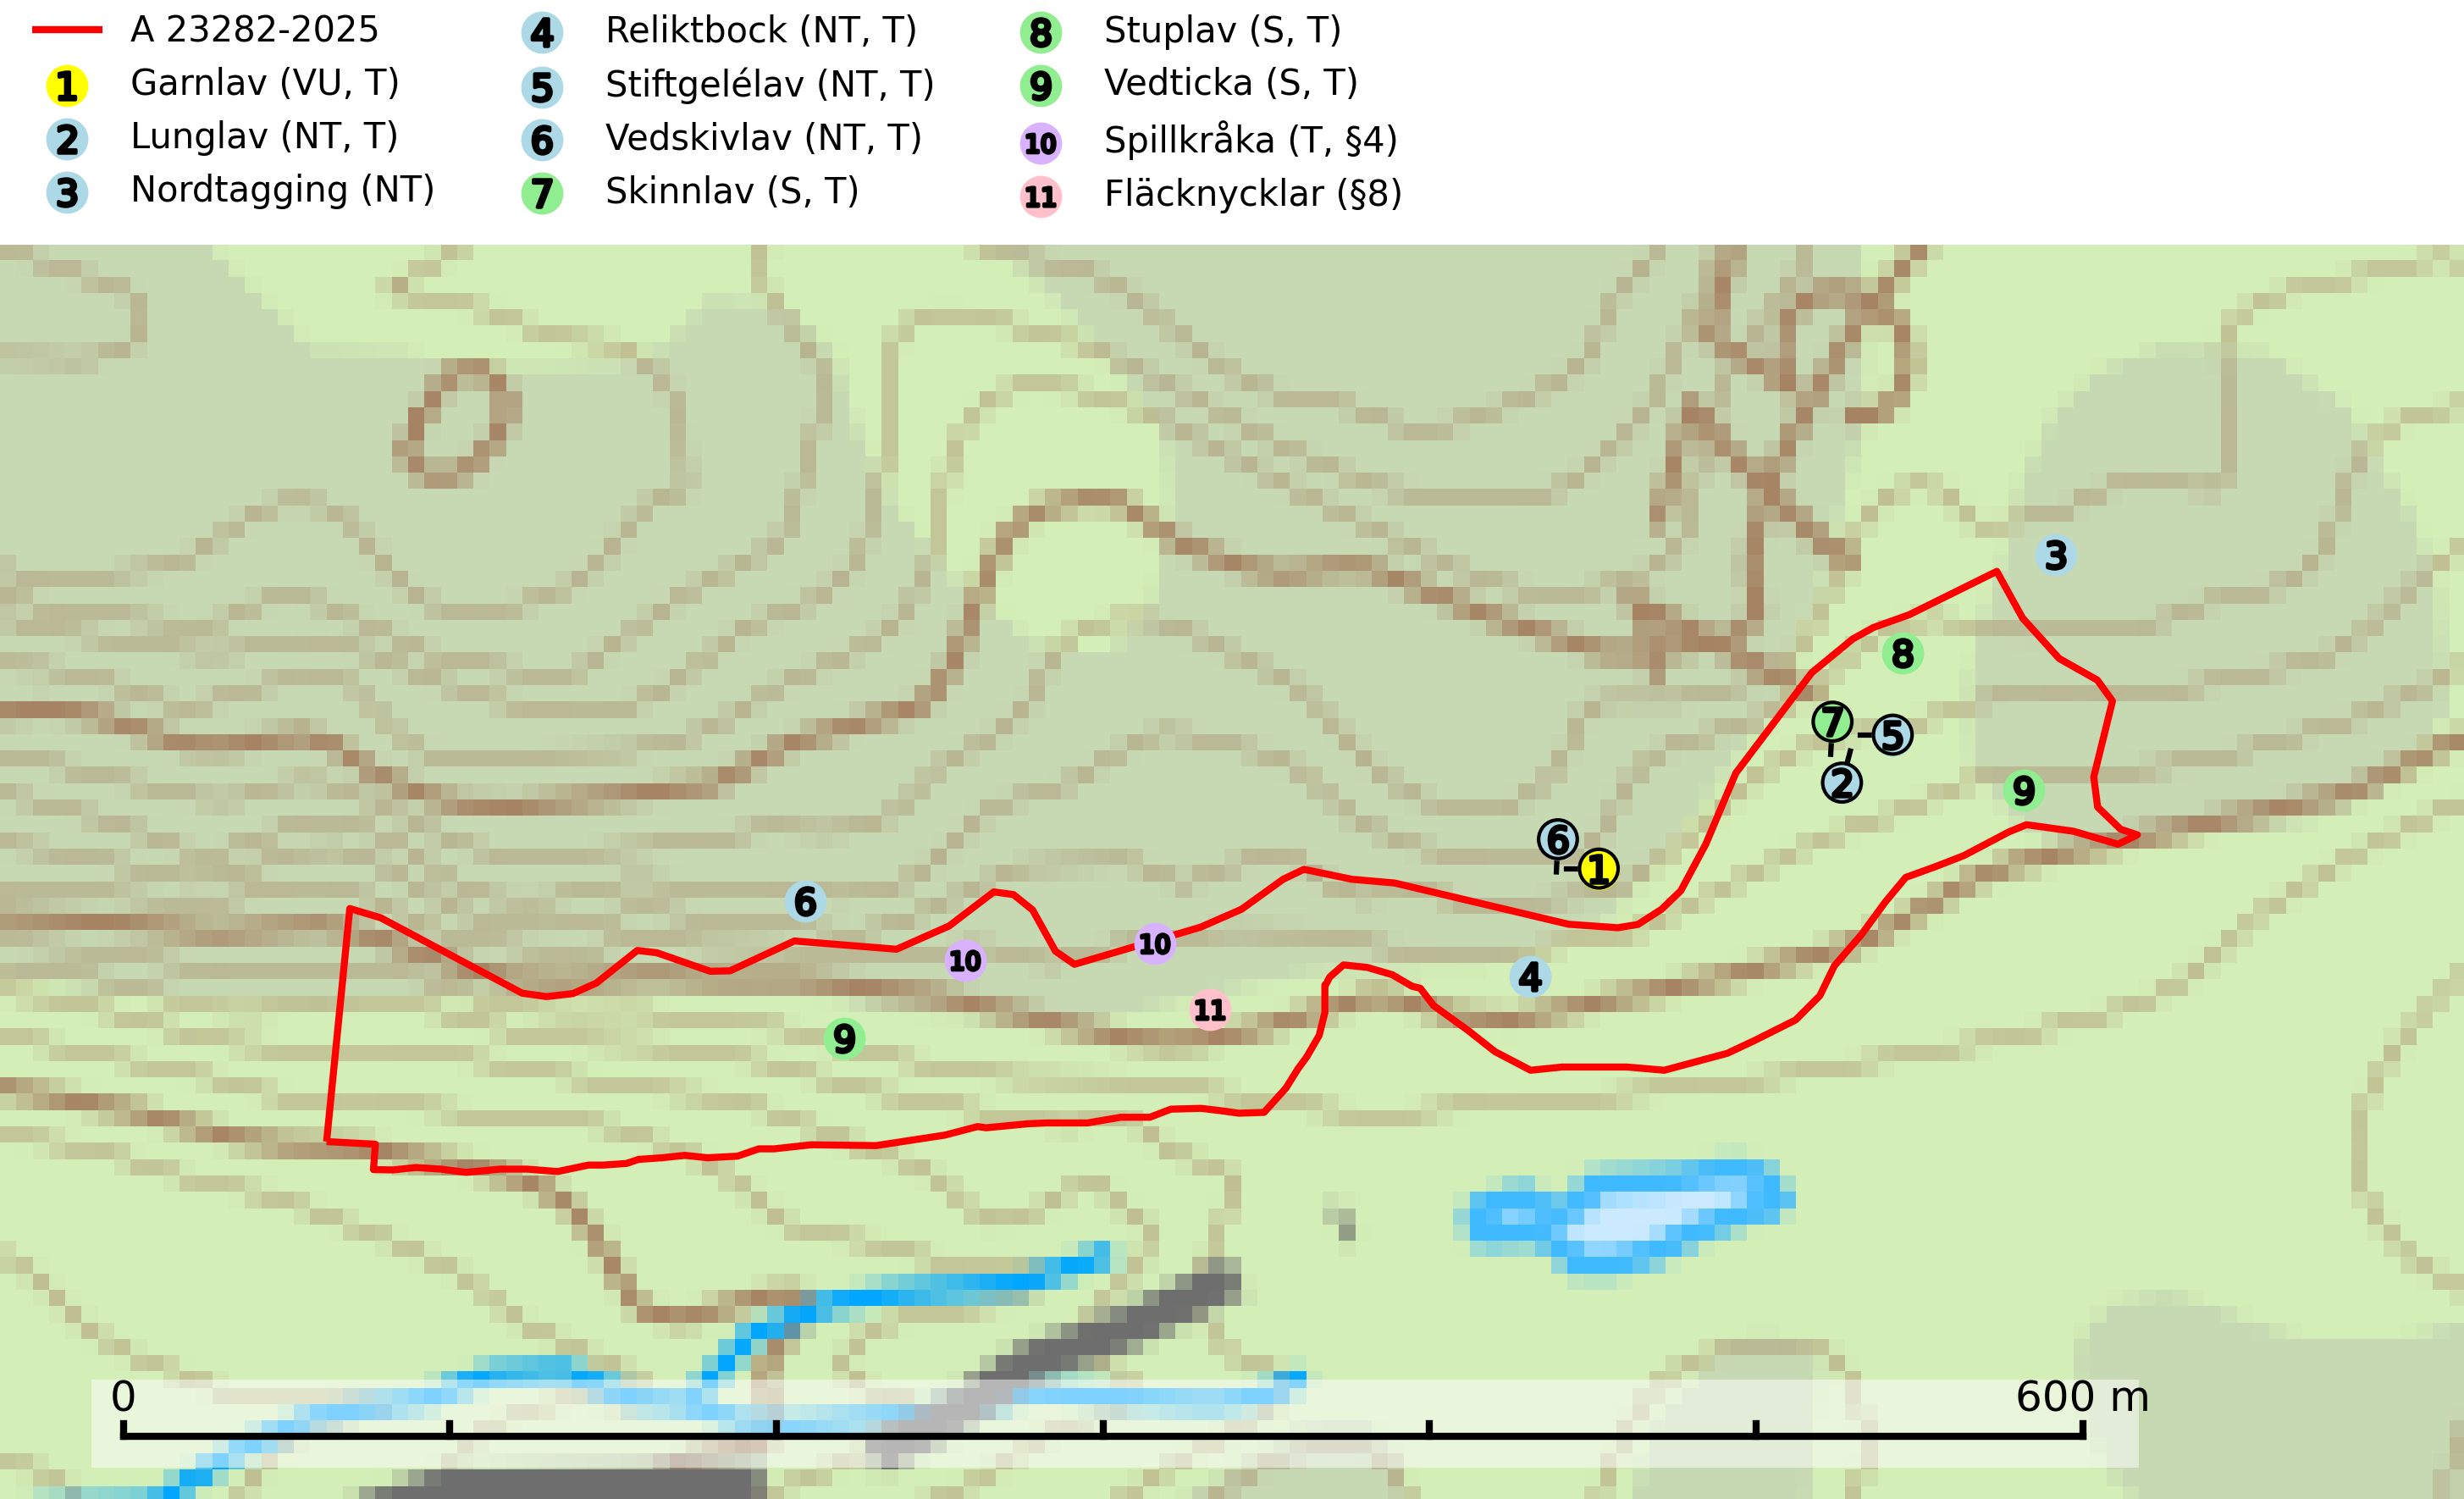 A 23282-2025
1 Garnlav (VU, T)
2 Lunglav (NT, T)
3 Nordtagging (NT)
4 Reliktbock (NT, T)
5 Stiftgelélav (NT, T)
6 Vedskivlav (NT, T)
7 Skinnlav (S, T)
8 Stuplav (S, T)
9 Vedticka (S, T)
10 Spillkråka (T, §4)
11 Fläcknycklar (§8)
3
8
7
5
2
9
6
1
6
10
10
4
11
9
0
600 m